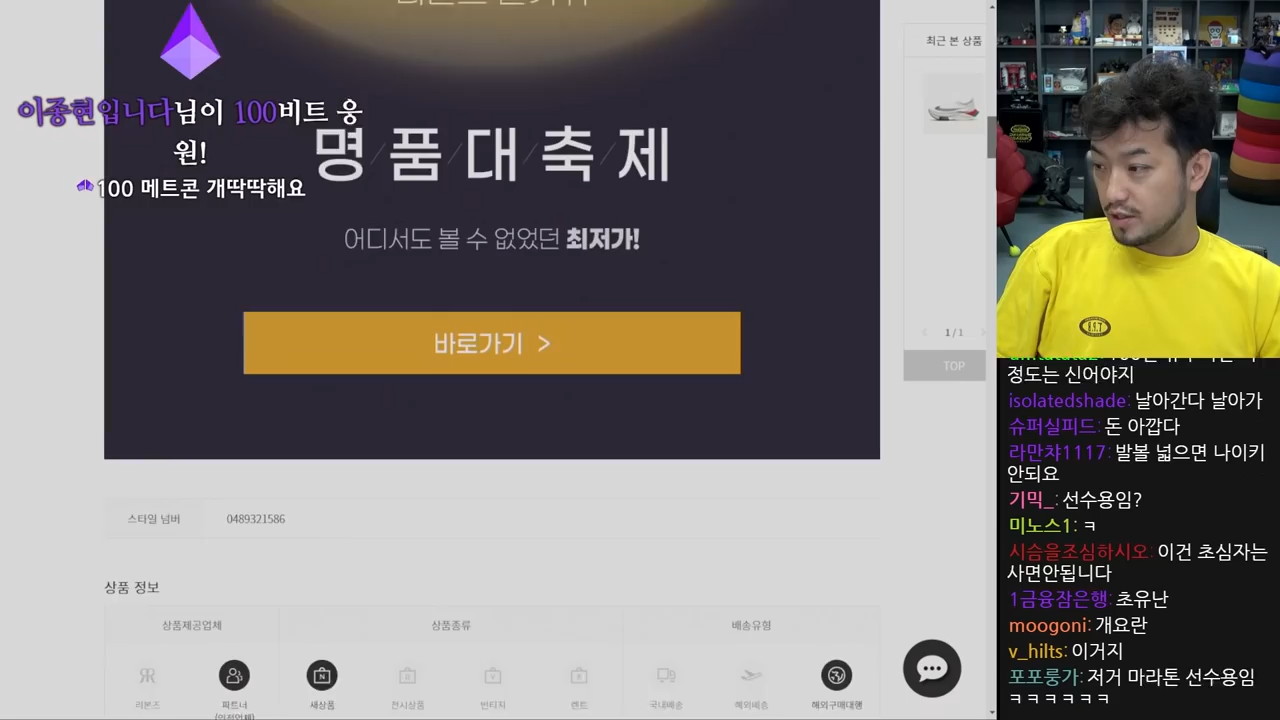 이종현입니다님이 100비트 응
원!
100 메트콘 개딱딱해요
명/품/대/축/제
어디서도 볼 수 없었던 최저가!
바로가기 >
스타일 넘버 0489321586
상품 정보
상품제공업체 상품종류 배송유형
리본즈 파트너 새상품 전시상품 빈티지 렌트 국내배송 해외배송 해외구매대행
최근 본 상품
1 / 1
TOP
정도는 신어야지
isolatedshade: 날아간다 날아가
슈퍼실피드: 돈 아깝다
라만챠1117: 발볼 넓으면 나이키
안되요
기믹_: 선수용임?
미노스1: ㅋ
시슴을조심하시오: 이건 초심자는
사면안됩니다
1금융잠은행: 초유난
moogoni: 개요란
v_hilts: 이거지
포포룽가: 저거 마라톤 선수용임
ㅋㅋㅋㅋㅋㅋ